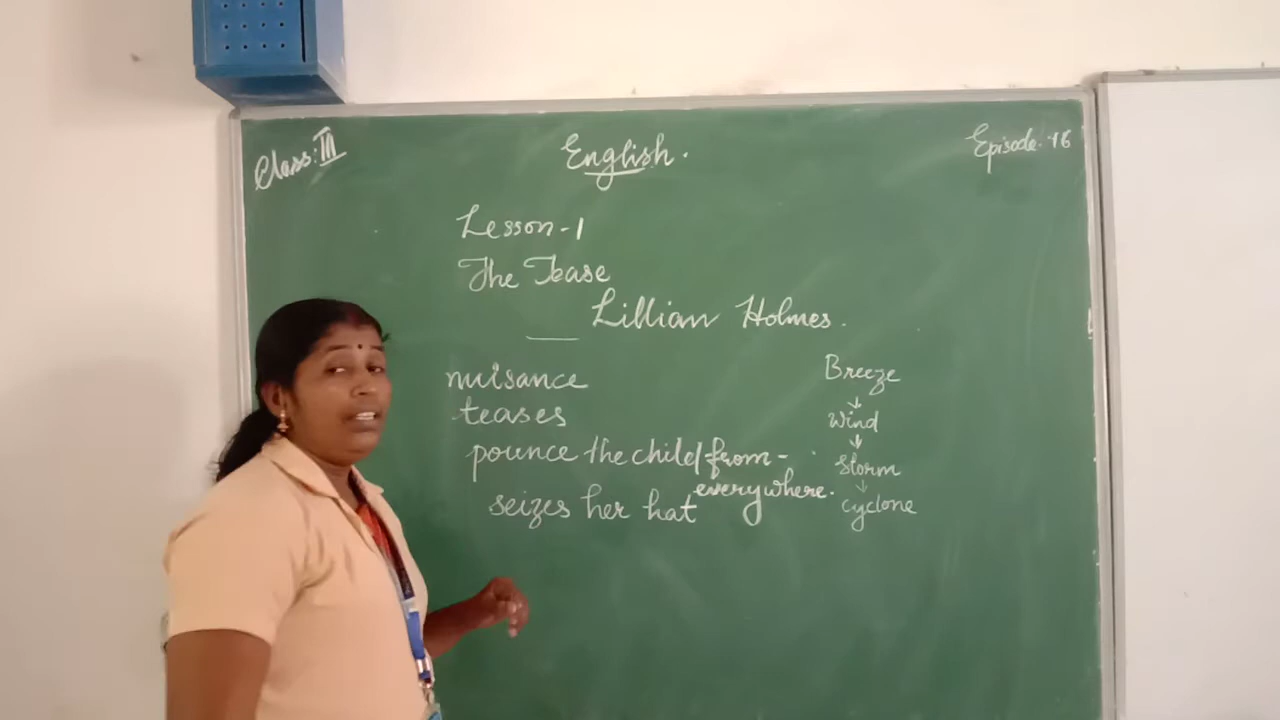 Class: III
English.
Episode. 16
Lesson-1
The Tease
___ Lillian Holmes.
nuisance
teases
pounce the child from-
everywhere.
seizes her hat
Breeze
↓
Wind
↓
Storm
↓
cyclone